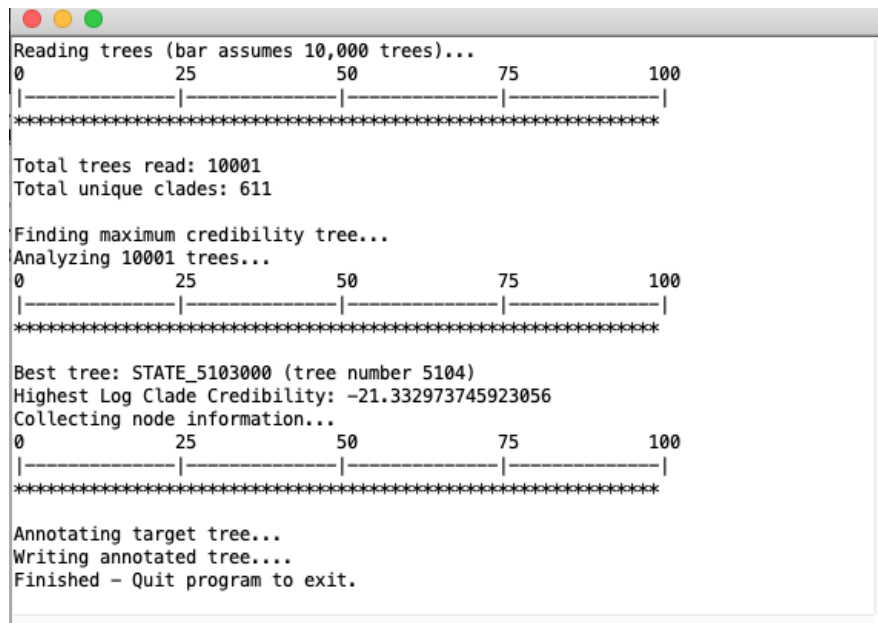 Reading trees (bar assumes 10,000 trees)...
0 25 50 75 100
|--------------|--------------|--------------|--------------|
************************************************************
Total trees read: 10001
Total unique clades: 611
Finding maximum credibility tree...
Analyzing 10001 trees...
0 25 50 75 100
|--------------|--------------|--------------|--------------|
************************************************************
Best tree: STATE_5103000 (tree number 5104)
Highest Log Clade Credibility: -21.332973745923056
Collecting node information...
0 25 50 75 100
|--------------|--------------|--------------|--------------|
************************************************************
Annotating target tree...
Writing annotated tree....
Finished - Quit program to exit.